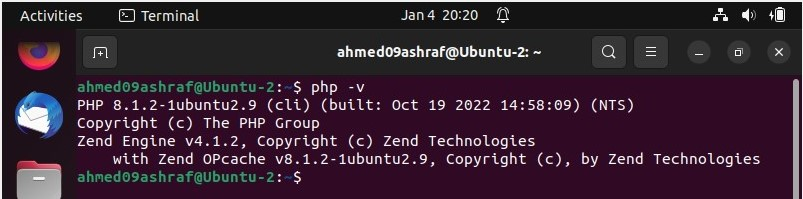 Activities Terminal Jan 4 20:20
ahmed09ashraf@Ubuntu-2: ~
ahmed09ashraf@Ubuntu-2:~$ php -v
PHP 8.1.2-1ubuntu2.9 (cli) (built: Oct 19 2022 14:58:09) (NTS)
Copyright (c) The PHP Group
Zend Engine v4.1.2, Copyright (c) Zend Technologies
    with Zend OPcache v8.1.2-1ubuntu2.9, Copyright (c), by Zend Technologies
ahmed09ashraf@Ubuntu-2:~$